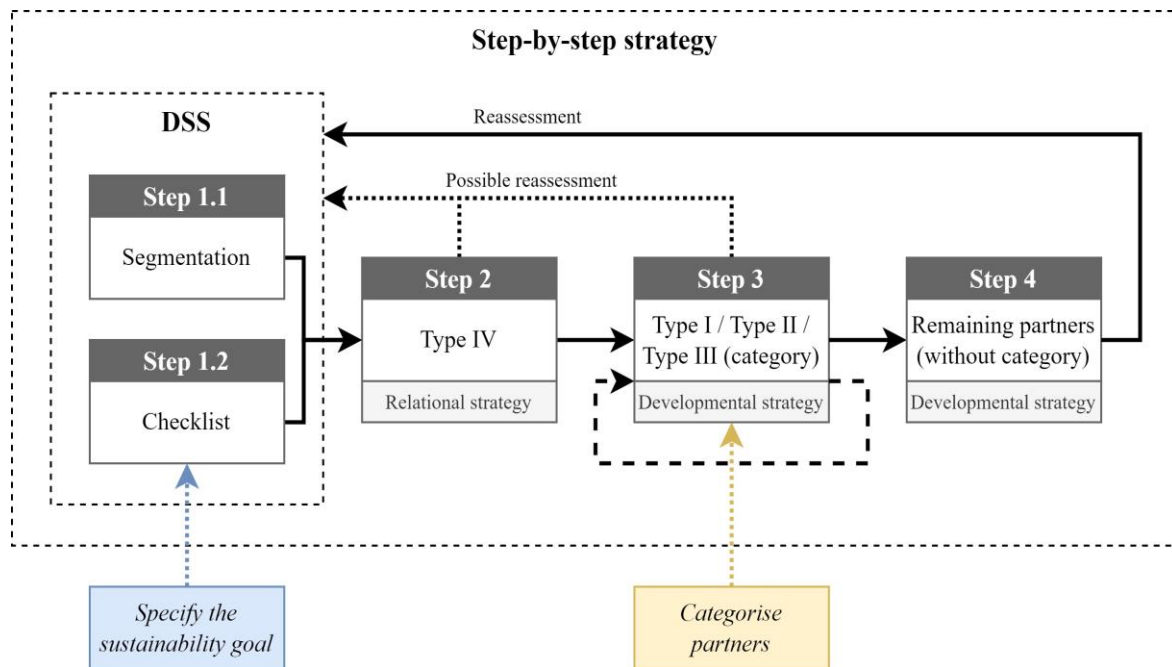 Step-by-step strategy
DSS
Reassessment
Possible reassessment
Step 1.1
Segmentation
Step 1.2
Checklist
Step 2
Type IV
Relational strategy
Step 3
Type I / Type II /
Type III (category)
Developmental strategy
Step 4
Remaining partners
(without category)
Developmental strategy
Specify the
sustainability goal
Categorise
partners